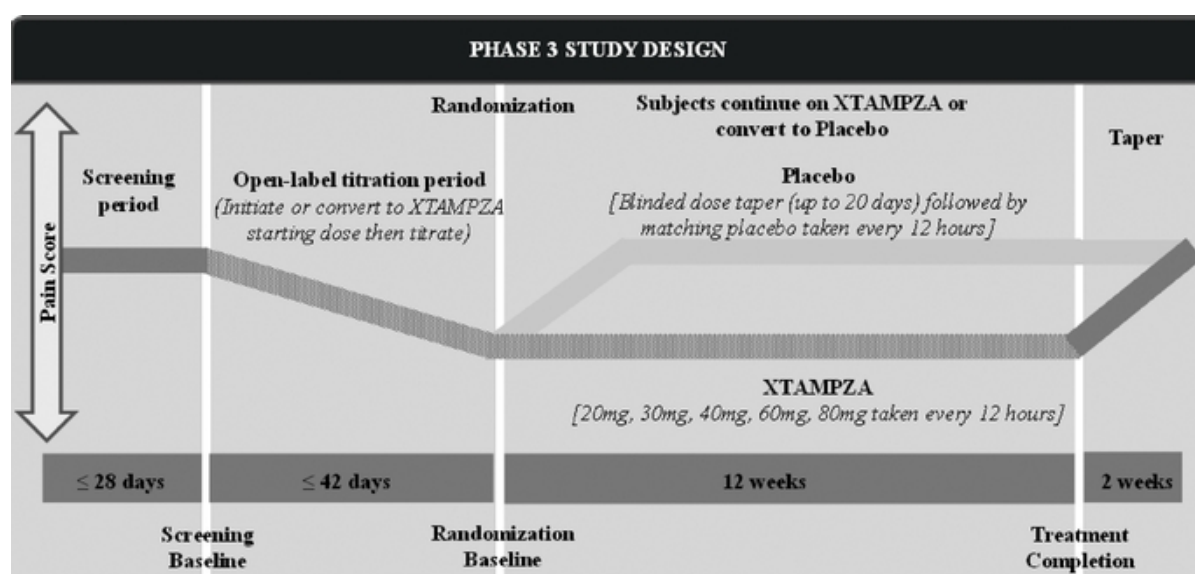 PHASE 3 STUDY DESIGN
Randomization
Subjects continue on XTAMPZA or
convert to Placebo
Taper
Screening
period
Open-label titration period
(Initiate or convert to XTAMPZA
starting dose then titrate)
Placebo
[Blinded dose taper (up to 20 days) followed by
matching placebo taken every 12 hours]
Pain Score
XTAMPZA
[20mg, 30mg, 40mg, 60mg, 80mg taken every 12 hours]
≤ 28 days
≤ 42 days
12 weeks
2 weeks
Screening
Baseline
Randomization
Baseline
Treatment
Completion